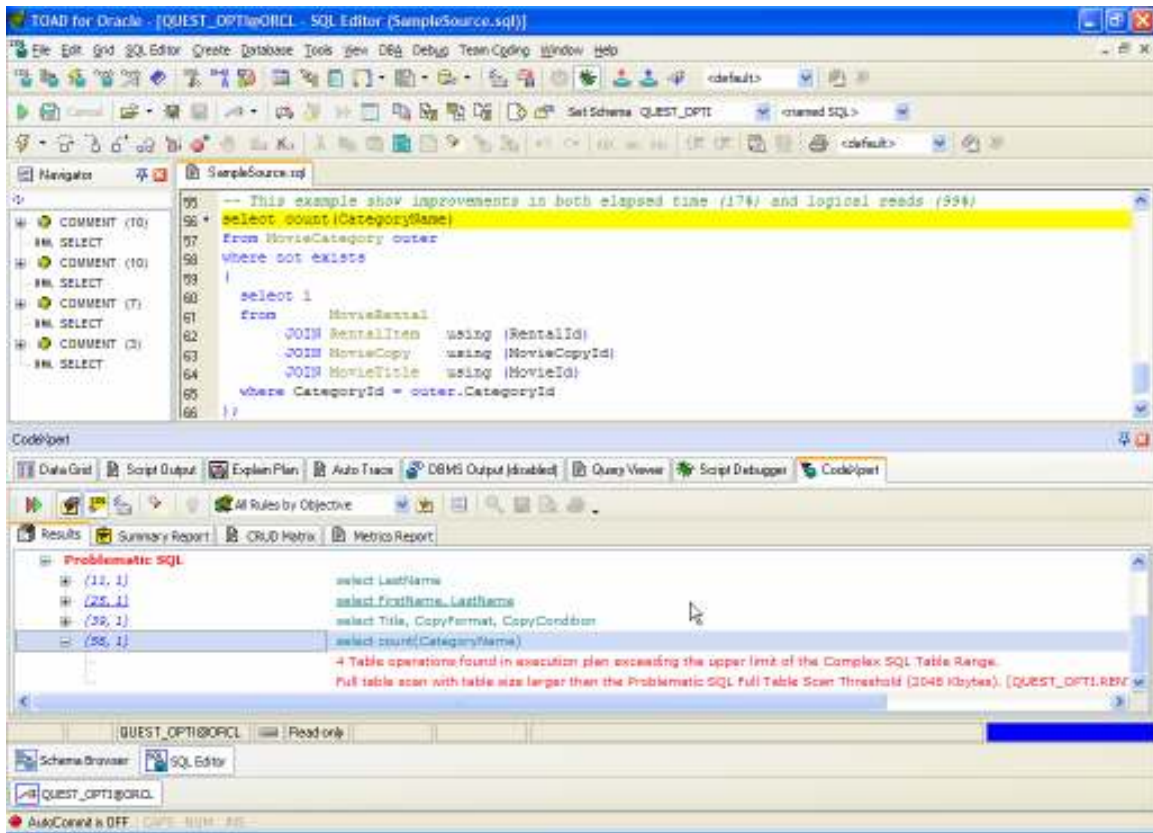 TOAD for Oracle - [QUEST_OPTI@ORCL - SQL Editor (SampleSource.sql)]
File Edit Grid SQL Editor Create Database Tools View DBA Debug Team Coding Window Help
<default>
Cancel Set Schema QUEST_OPTI <named SQL>
<default>
Navigator SampleSource.sql
COMMENT (10)
SELECT
COMMENT (10)
SELECT
COMMENT (7)
SELECT
COMMENT (3)
SELECT
55 -- This example show improvements in both elapsed time (17%) and logical reads (99%)
56 * select count(CategoryName)
57 from MovieCategory outer
58 where not exists
59 (
60 select 1
61 from MovieRental
62 JOIN RentalItem using (RentalId)
63 JOIN MovieCopy using (MovieCopyId)
64 JOIN MovieTitle using (MovieId)
65 where CategoryId = outer.CategoryId
66 );
CodeXpert
Data Grid Script Output Explain Plan Auto Trace DBMS Output (disabled) Query Viewer Script Debugger CodeXpert
All Rules by Objective
Results Summary Report CRUD Matrix Metrics Report
Problematic SQL
(11, 1) select LastName
(25, 1) select FirstName, LastName
(39, 1) select Title, CopyFormat, CopyCondition
(56, 1) select count(CategoryName)
4 Table operations found in execution plan exceeding the upper limit of the Complex SQL Table Range.
Full table scan with table size larger than the Problematic SQL Full Table Scan Threshold (2048 Kbytes). [QUEST_OPTI.REN
QUEST_OPTI@ORCL Read only
Schema Browser SQL Editor
QUEST_OPTI@ORCL
AutoCommit is OFF CAPS NUM INS